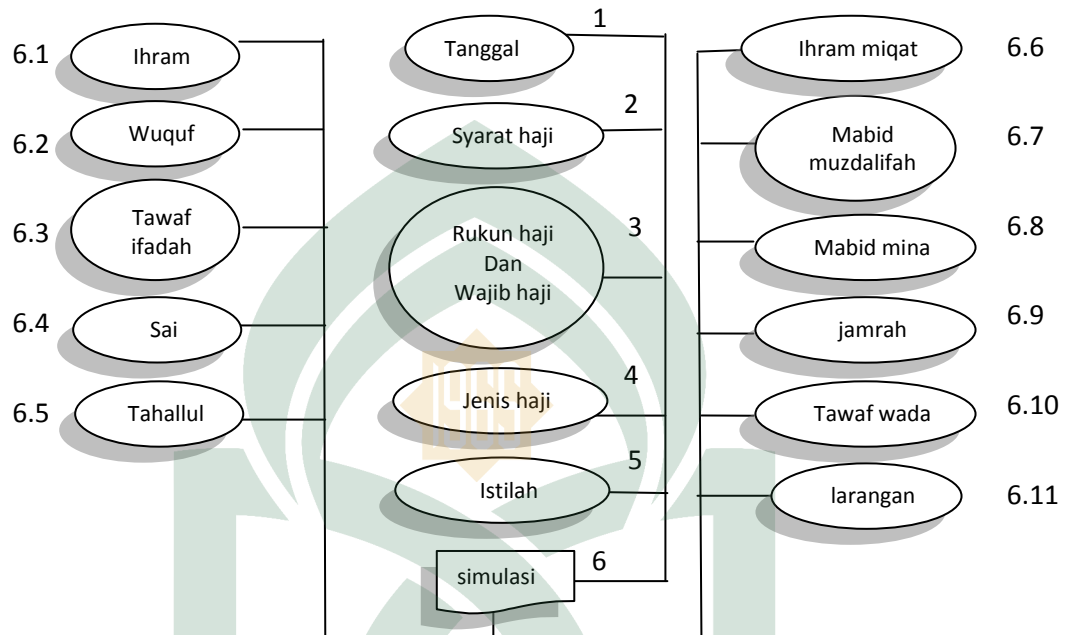 6.1 Ihram
6.2 Wuquf
6.3 Tawaf
ifadah
6.4 Sai
6.5 Tahallul
Tanggal 1
Syarat haji 2
Rukun haji 3
Dan
Wajib haji
Jenis haji 4
Istilah 5
simulasi 6
Ihram miqat 6.6
Mabid 6.7
muzdalifah
Mabid mina 6.8
jamrah 6.9
Tawaf wada 6.10
larangan 6.11
1965